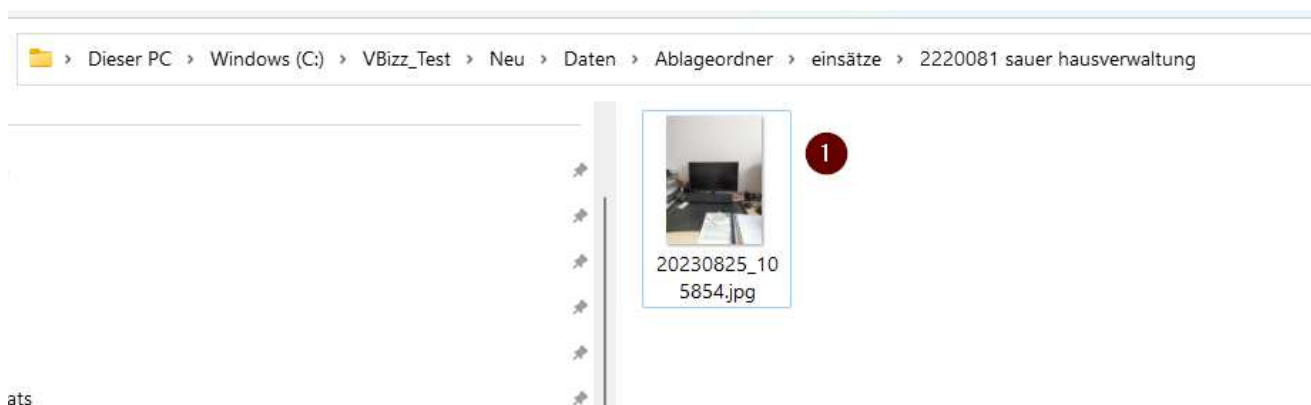 Dieser PC > Windows (C:) > VBizz_Test > Neu > Daten > Ablageordner > einsätze > 2220081 sauer hausverwaltung
1
20230825_10
5854.jpg
ats